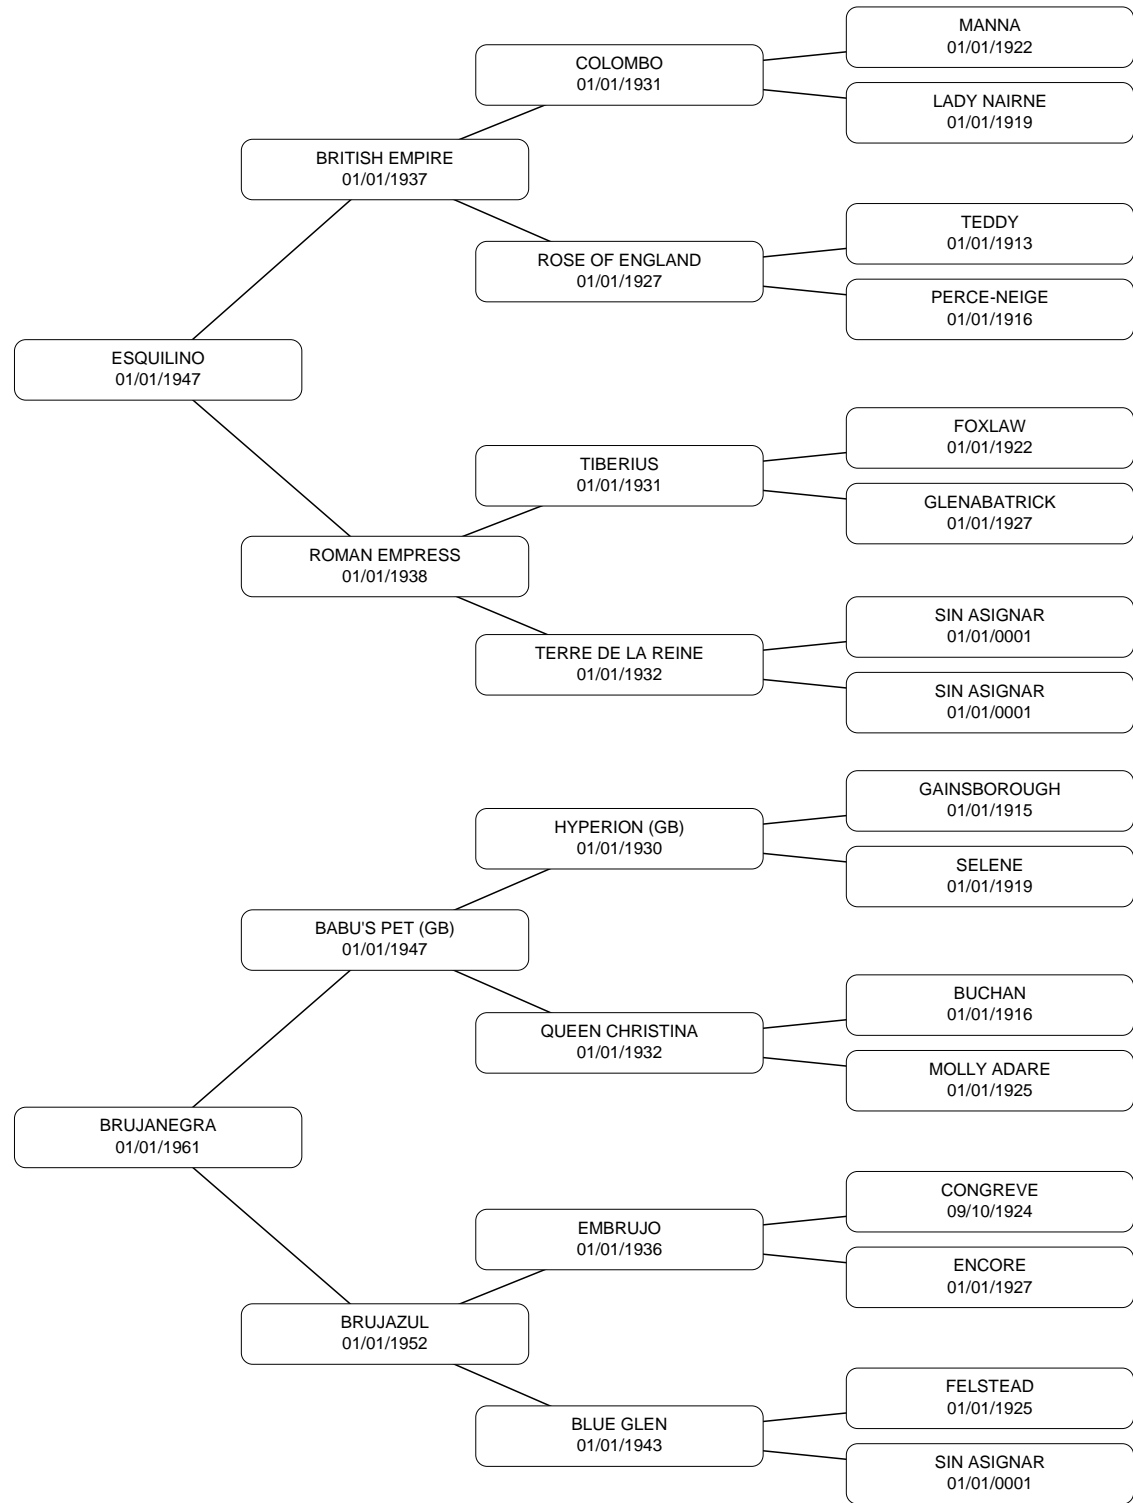 MANNA
01/01/1922
COLOMBO
01/01/1931
LADY NAIRNE
01/01/1919
BRITISH EMPIRE
01/01/1937
TEDDY
01/01/1913
ROSE OF ENGLAND
01/01/1927
PERCE-NEIGE
01/01/1916
ESQUILINO
01/01/1947
FOXLAW
01/01/1922
TIBERIUS
01/01/1931
GLENABATRICK
01/01/1927
ROMAN EMPRESS
01/01/1938
SIN ASIGNAR
01/01/0001
TERRE DE LA REINE
01/01/1932
SIN ASIGNAR
01/01/0001
GAINSBOROUGH
01/01/1915
HYPERION (GB)
01/01/1930
SELENE
01/01/1919
BABU'S PET (GB)
01/01/1947
BUCHAN
01/01/1916
QUEEN CHRISTINA
01/01/1932
MOLLY ADARE
01/01/1925
BRUJANEGRA
01/01/1961
CONGREVE
09/10/1924
EMBRUJO
01/01/1936
ENCORE
01/01/1927
BRUJAZUL
01/01/1952
FELSTEAD
01/01/1925
BLUE GLEN
01/01/1943
SIN ASIGNAR
01/01/0001